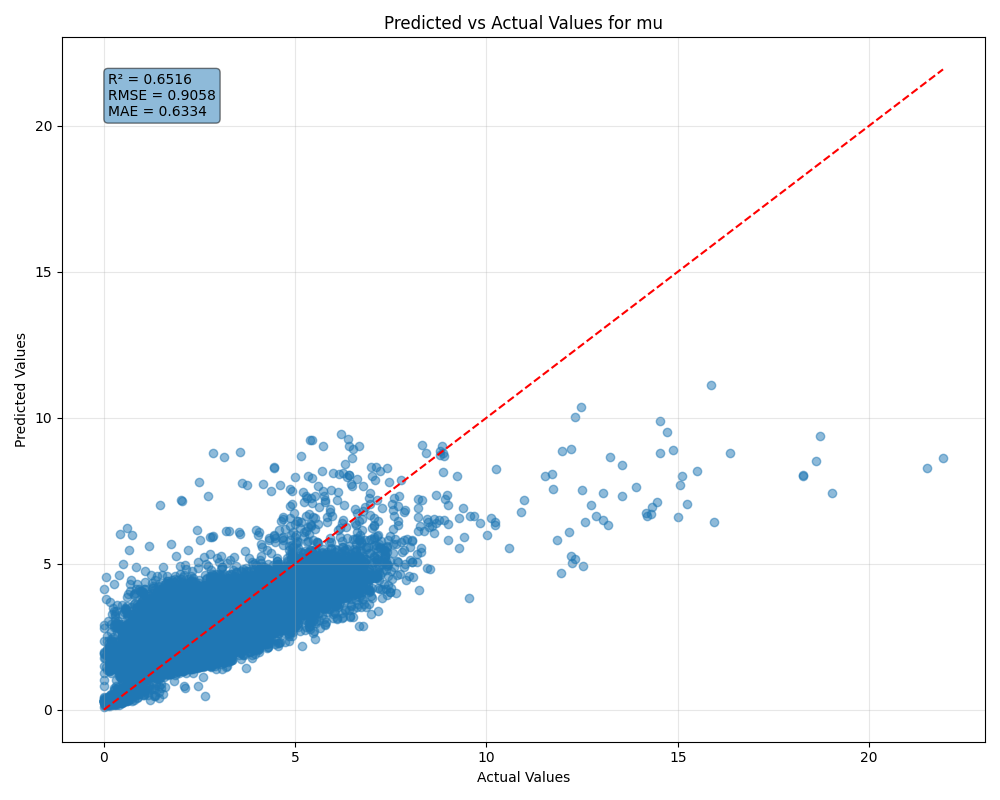 Predicted vs Actual Values for mu
R² = 0.6516
RMSE = 0.9058
MAE = 0.6334
Predicted Values
20
15
10
5
0
0 5 10 15 20
Actual Values